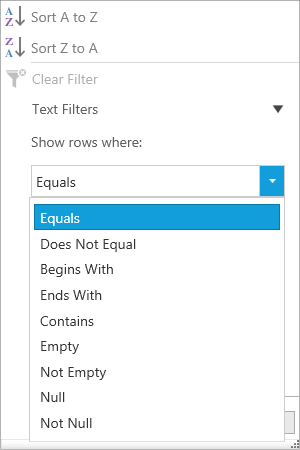 Sort A to Z
Sort Z to A
Clear Filter
Text Filters
Show rows where:
Equals
Equals
Does Not Equal
Begins With
Ends With
Contains
Empty
Not Empty
Null
Not Null